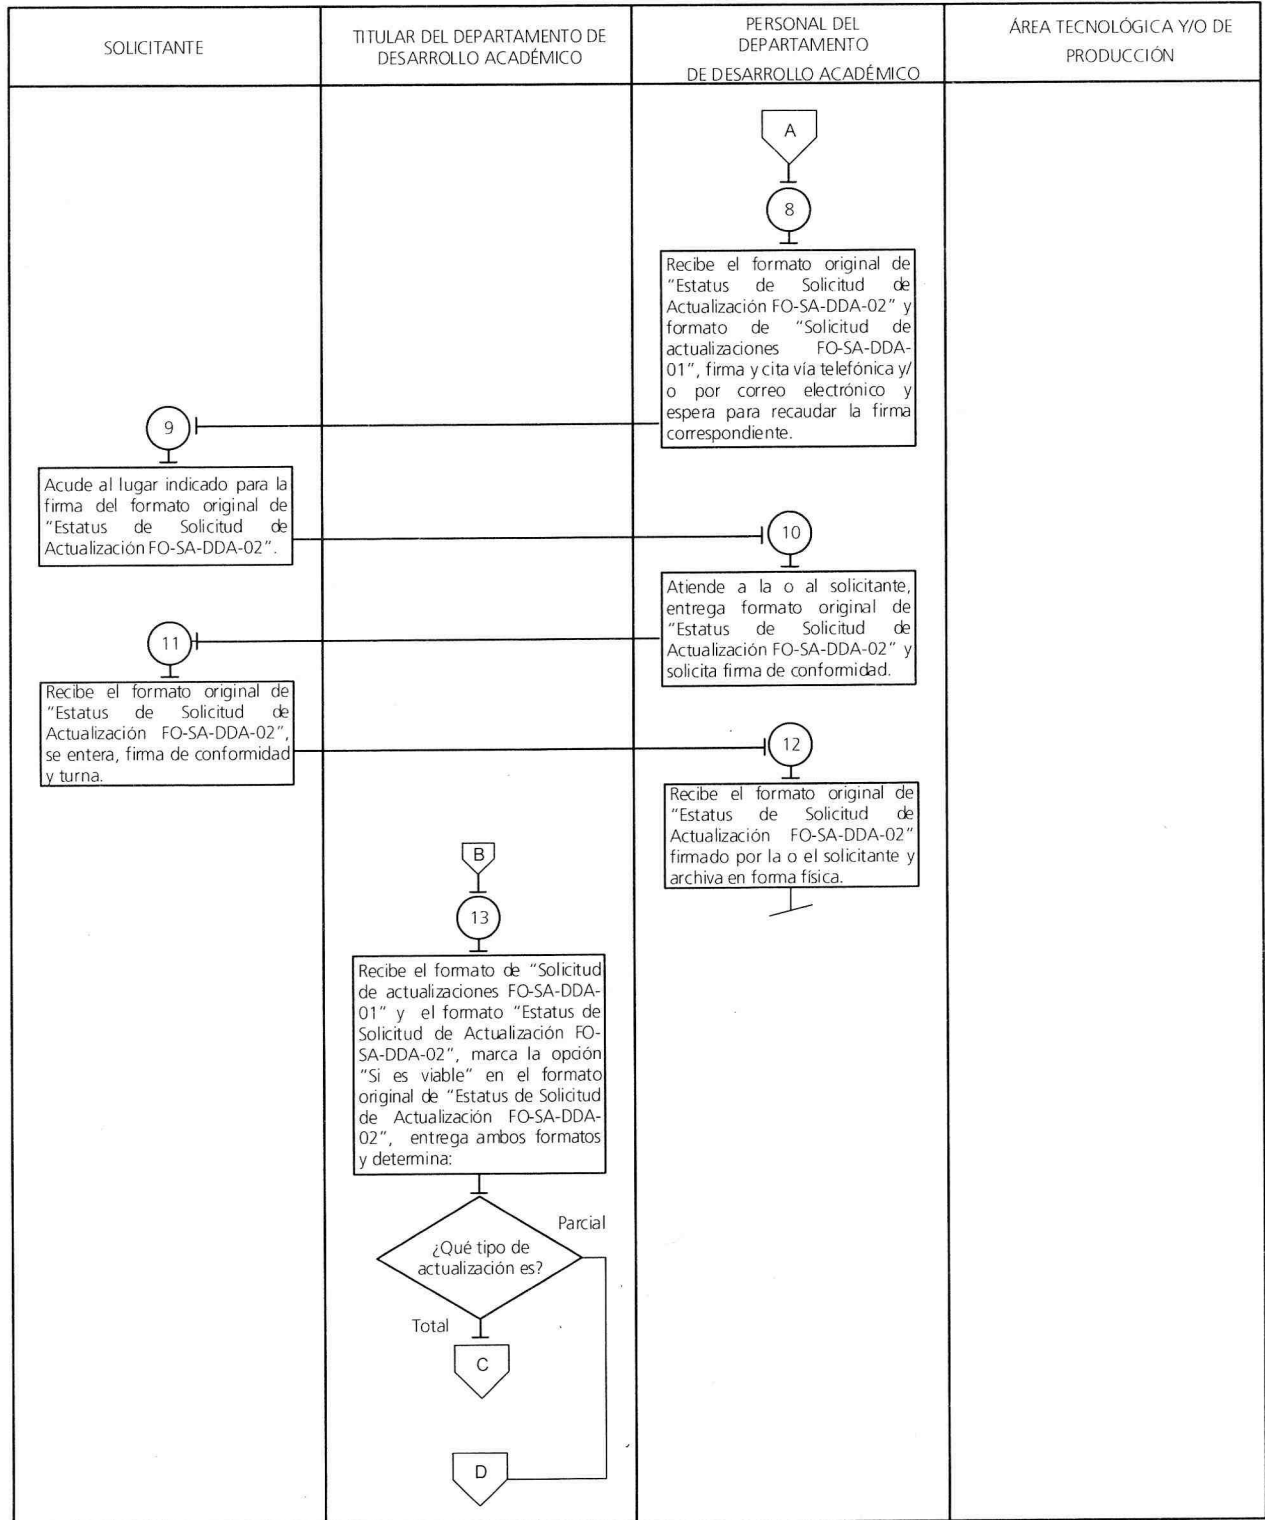 SOLICITANTE
TITULAR DEL DEPARTAMENTO DE
DESARROLLO ACADÉMICO
PERSONAL DEL
DEPARTAMENTO
DE DESARROLLO ACADÉMICO
ÁREA TECNOLÓGICA Y/O DE
PRODUCCIÓN
A
8
Recibe el formato original de
"Estatus de Solicitud de
Actualización FO-SA-DDA-02" y
formato de "Solicitud de
actualizaciones FO-SA-DDA-
01", firma y cita vía telefónica y/
o por correo electrónico y
espera para recaudar la firma
correspondiente.
9
Acude al lugar indicado para la
firma del formato original de
"Estatus de Solicitud de
Actualización FO-SA-DDA-02".
10
Atiende a la o al solicitante,
entrega formato original de
"Estatus de Solicitud de
Actualización FO-SA-DDA-02" y
solicita firma de conformidad.
11
Recibe el formato original de
"Estatus de Solicitud de
Actualización FO-SA-DDA-02",
se entera, firma de conformidad
y turna.
12
Recibe el formato original de
"Estatus de Solicitud de
Actualización FO-SA-DDA-02"
firmado por la o el solicitante y
archiva en forma física.
B
13
Recibe el formato de "Solicitud
de actualizaciones FO-SA-DDA-
01" y el formato "Estatus de
Solicitud de Actualización FO-
SA-DDA-02", marca la opción
"Si es viable" en el formato
original de "Estatus de Solicitud
de Actualización FO-SA-DDA-
02", entrega ambos formatos
y determina:
¿Qué tipo de
actualización es?
Parcial
Total
C
D